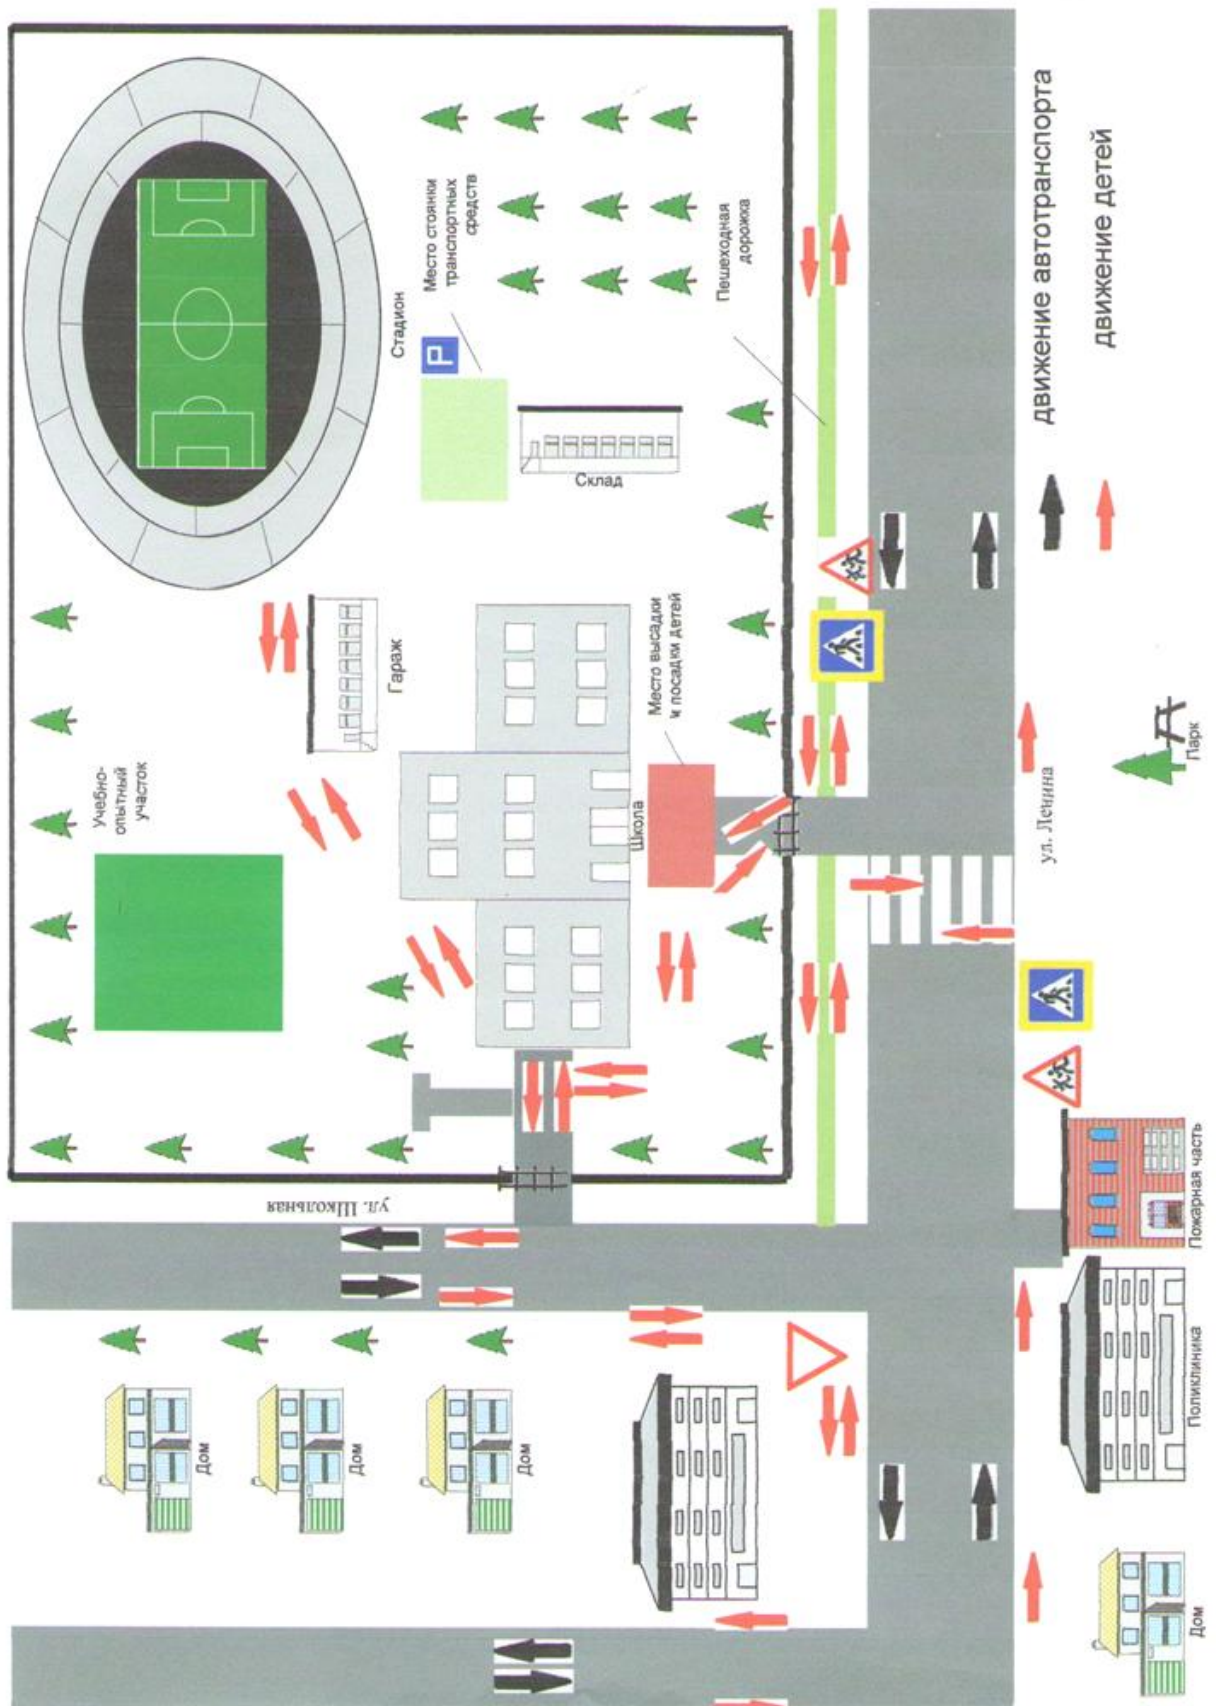 Стадион
Место стоянки
транспортных
средств
P
Склад
Пешеходная
дорожка
Учебно-
опытный
участок
Гараж
Школа
Место высадки
и посадки детей
ул. Школьная
Дом
Дом
Дом
ул. Ленина
движение автотранспорта
движение детей
Парк
Пожарная часть
Поликлиника
Дом